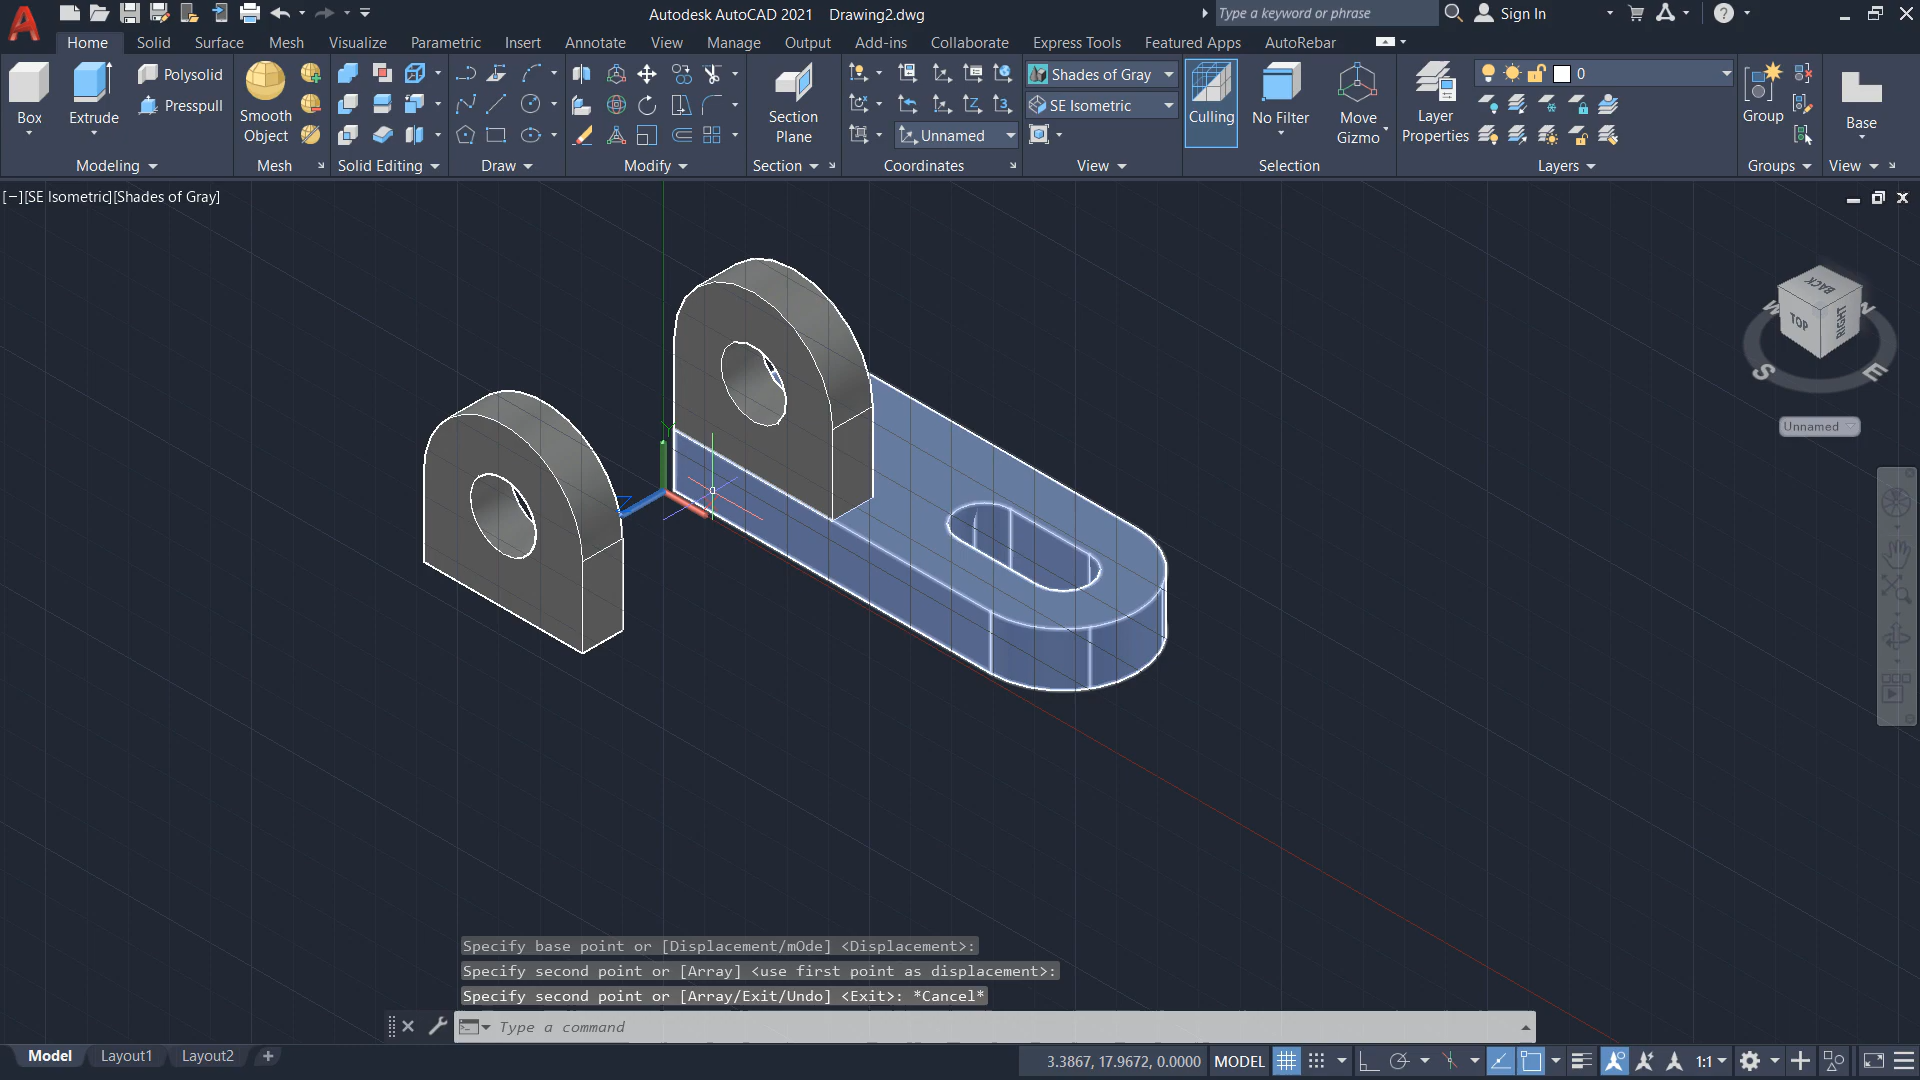 Autodesk AutoCAD 2021 Drawing2.dwg
Type a keyword or phrase
Sign In
Home Solid Surface Mesh Visualize Parametric Insert Annotate View Manage Output Add-ins Collaborate Express Tools Featured Apps AutoRebar
Box
Extrude
Polysolid
Presspull
Modeling
Smooth
Object
Mesh
Solid Editing
Draw
Modify
Section
Plane
Section
Unnamed
Coordinates
Shades of Gray
SE Isometric
View
Culling
No Filter
Move
Gizmo
Selection
Layer
Properties
0
Layers
Group
Groups
Base
View
[−][SE Isometric][Shades of Gray]
BACK
TOP
RIGHT
W
N
S
E
Unnamed
Specify base point or [Displacement/mOde] <Displacement>:
Specify second point or [Array] <use first point as displacement>:
Specify second point or [Array/Exit/Undo] <Exit>: *Cancel*
Type a command
Model Layout1 Layout2 +
3.3867, 17.9672, 0.0000 MODEL 1:1